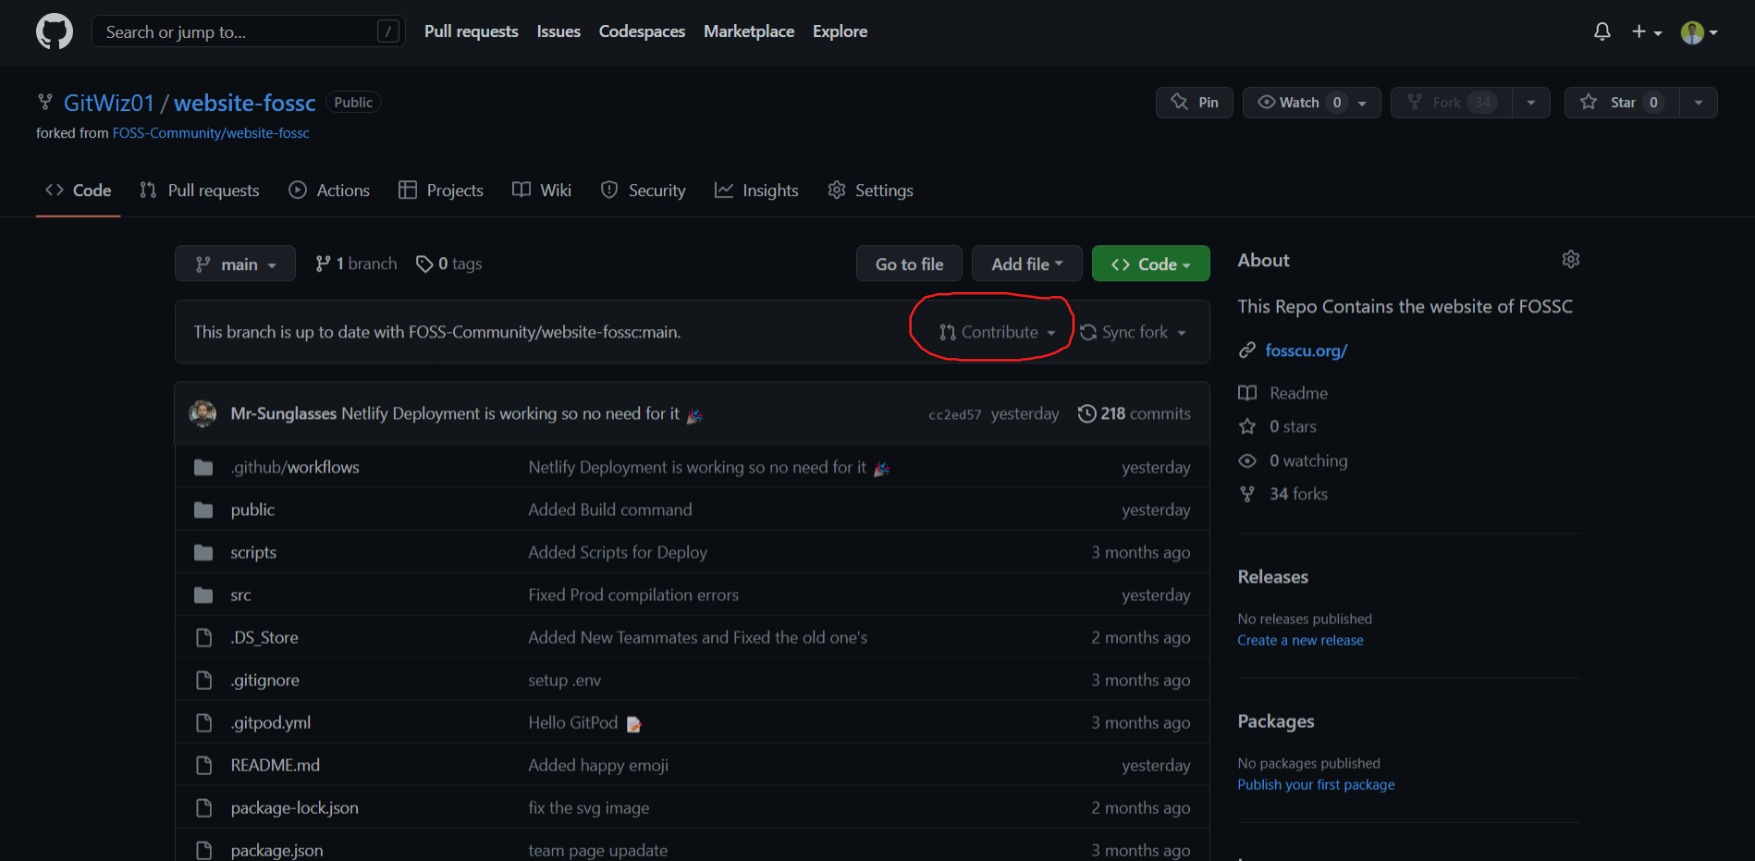 Search or jump to... /
Pull requests Issues Codespaces Marketplace Explore
GitWiz01 / website-fossc Public
Pin Watch 0 Fork 34 Star 0
forked from FOSS-Community/website-fossc
Code Pull requests Actions Projects Wiki Security Insights Settings
main 1 branch 0 tags Go to file Add file Code
This branch is up to date with FOSS-Community/website-fossc:main. Contribute Sync fork
Mr-Sunglasses Netlify Deployment is working so no need for it 🎉 cc2ed57 yesterday 218 commits
.github/workflows Netlify Deployment is working so no need for it 🎉 yesterday
public Added Build command yesterday
scripts Added Scripts for Deploy 3 months ago
src Fixed Prod compilation errors yesterday
.DS_Store Added New Teammates and Fixed the old one's 2 months ago
.gitignore setup .env 3 months ago
.gitpod.yml Hello GitPod 📝 3 months ago
README.md Added happy emoji yesterday
package-lock.json fix the svg image 2 months ago
package.json team page upadate 3 months ago
About
This Repo Contains the website of FOSSC
fosscu.org/
Readme
0 stars
0 watching
34 forks
Releases
No releases published
Create a new release
Packages
No packages published
Publish your first package